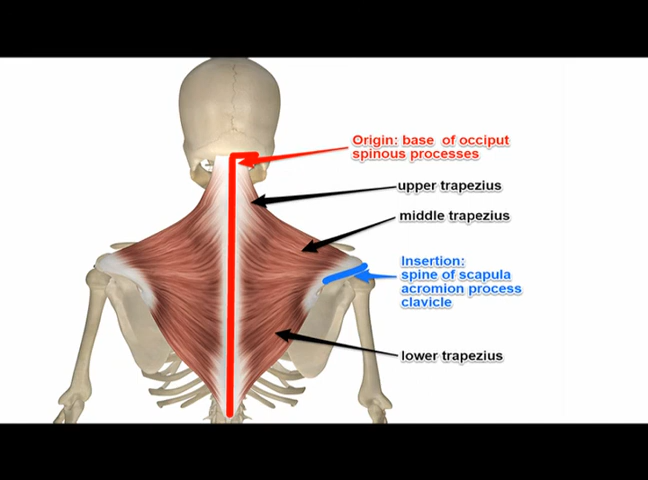 Origin: base of occiput
spinous processes
upper trapezius
middle trapezius
Insertion:
spine of scapula
acromion process
clavicle
lower trapezius